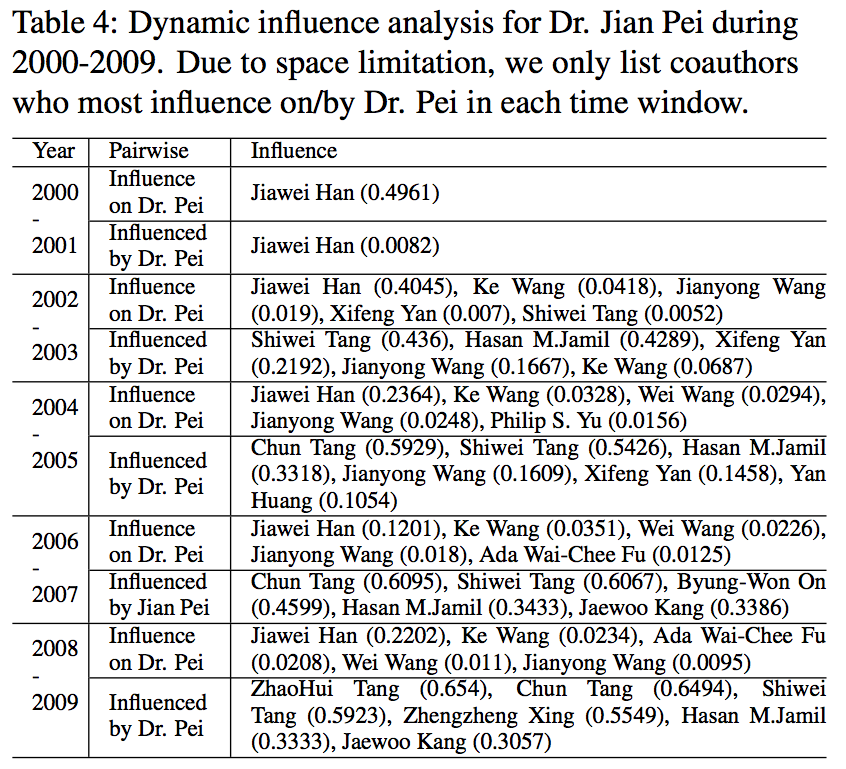 Table 4: Dynamic influence analysis for Dr. Jian Pei during
2000-2009. Due to space limitation, we only list coauthors
who most influence on/by Dr. Pei in each time window.
Year Pairwise Influence
2000 - 2001
Influence
on Dr. Pei
Jiawei Han (0.4961)
Influenced
by Dr. Pei
Jiawei Han (0.0082)
2002 - 2003
Influence
on Dr. Pei
Jiawei Han (0.4045), Ke Wang (0.0418), Jianyong Wang
(0.019), Xifeng Yan (0.007), Shiwei Tang (0.0052)
Influenced
by Dr. Pei
Shiwei Tang (0.436), Hasan M.Jamil (0.4289), Xifeng Yan
(0.2192), Jianyong Wang (0.1667), Ke Wang (0.0687)
2004 - 2005
Influence
on Dr. Pei
Jiawei Han (0.2364), Ke Wang (0.0328), Wei Wang (0.0294),
Jianyong Wang (0.0248), Philip S. Yu (0.0156)
Influenced
by Dr. Pei
Chun Tang (0.5929), Shiwei Tang (0.5426), Hasan M.Jamil
(0.3318), Jianyong Wang (0.1609), Xifeng Yan (0.1458), Yan
Huang (0.1054)
2006 - 2007
Influence
on Dr. Pei
Jiawei Han (0.1201), Ke Wang (0.0351), Wei Wang (0.0226),
Jianyong Wang (0.018), Ada Wai-Chee Fu (0.0125)
Influenced
by Jian Pei
Chun Tang (0.6095), Shiwei Tang (0.6067), Byung-Won On
(0.4599), Hasan M.Jamil (0.3433), Jaewoo Kang (0.3386)
2008 - 2009
Influence
on Dr. Pei
Jiawei Han (0.2202), Ke Wang (0.0234), Ada Wai-Chee Fu
(0.0208), Wei Wang (0.011), Jianyong Wang (0.0095)
Influenced
by Dr. Pei
ZhaoHui Tang (0.654), Chun Tang (0.6494), Shiwei
Tang (0.5923), Zhengzheng Xing (0.5549), Hasan M.Jamil
(0.3333), Jaewoo Kang (0.3057)